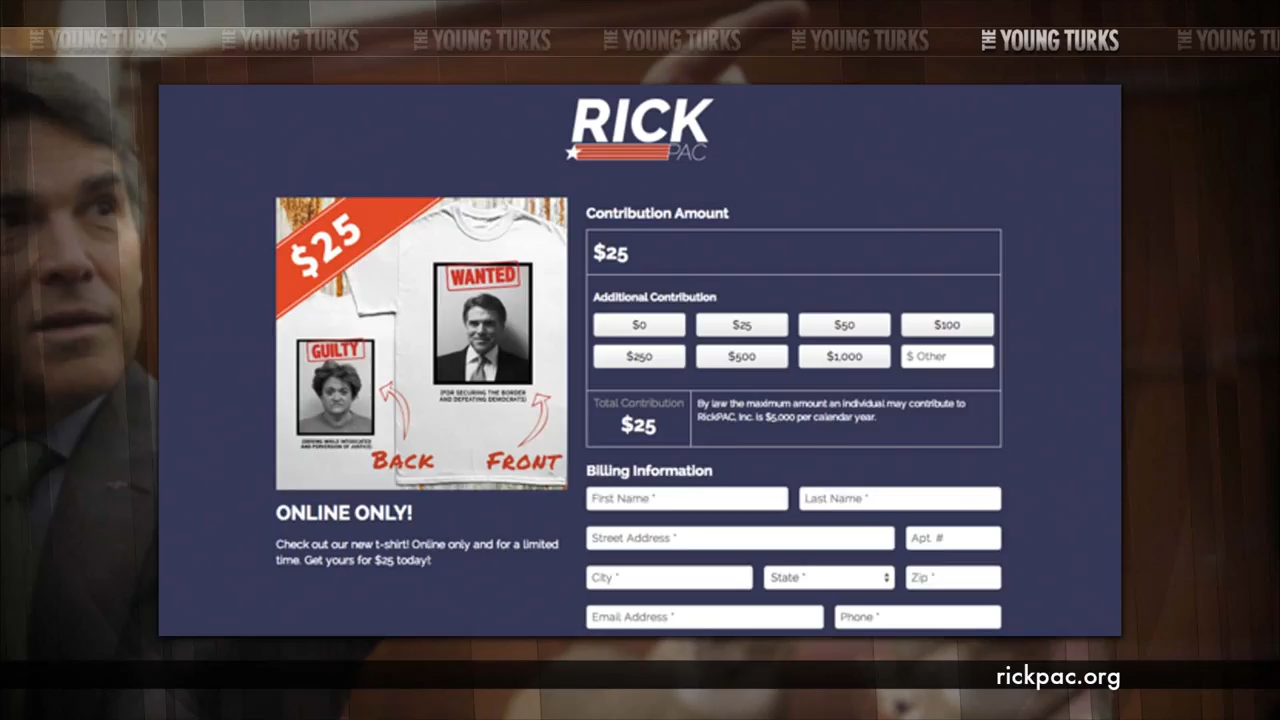 THE YOUNG TURKS THE YOUNG TURKS THE YOUNG TURKS THE YOUNG TURKS THE YOUNG TURKS THE YOUNG TURKS THE YOUNG TU
RICK
PAC
$25
WANTED
(FOR SECURING THE BORDER
AND DEFEATING DEMOCRATS)
GUILTY
(DRIVING WHILE INTOXICATED
AND PERVERSION OF JUSTICE)
BACK
FRONT
ONLINE ONLY!
Check out our new t-shirt! Online only and for a limited
time. Get yours for $25 today!
Contribution Amount
$25
Additional Contribution
$0 $25 $50 $100
$250 $500 $1,000 $ Other
Total Contribution
$25
By law the maximum amount an individual may contribute to
RickPAC, Inc. is $5,000 per calendar year.
Billing Information
First Name * Last Name *
Street Address * Apt. #
City * State * Zip *
Email Address * Phone *
rickpac.org